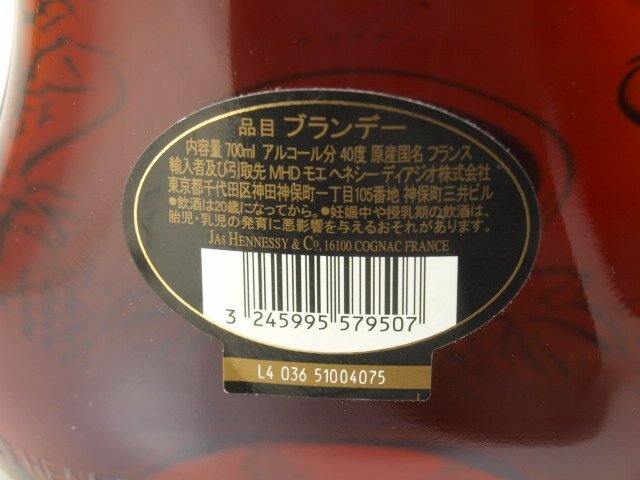 品目 ブランデー
内容量 700ml アルコール分 40度 原産国名 フランス
輸入者及び引取先 MHD モエ ヘネシー ディアジオ株式会社
東京都千代田区神田神保町一丁目105番地 神保町三井ビル
●飲酒は20歳になってから。●妊娠中や授乳期の飲酒は、
胎児・乳児の発育に悪影響を与えるおそれがあります。
JAS HENNESSY & CO, 16100 COGNAC FRANCE
3 245995 579507
L4 036 51004075